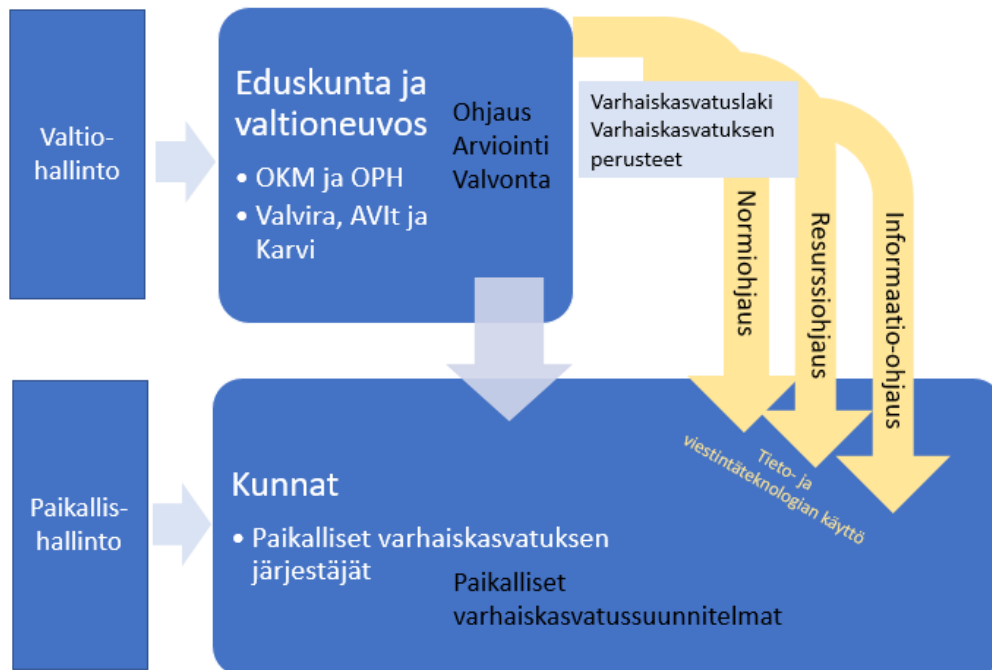 Valtio-
hallinto
Eduskunta ja
valtioneuvos
• OKM ja OPH
• Valvira, AVIt ja
Karvi
Ohjaus
Arviointi
Valvonta
Varhaiskasvatuslaki
Varhaiskasvatuksen
perusteet
Normiohjaus
Resurssiohjaus
Informaatio-ohjaus
Tieto- ja
viestintäteknologian käyttö
Paikallis-
hallinto
Kunnat
• Paikalliset varhaiskasvatuksen
järjestäjät
Paikalliset
varhaiskasvatussuunnitelmat